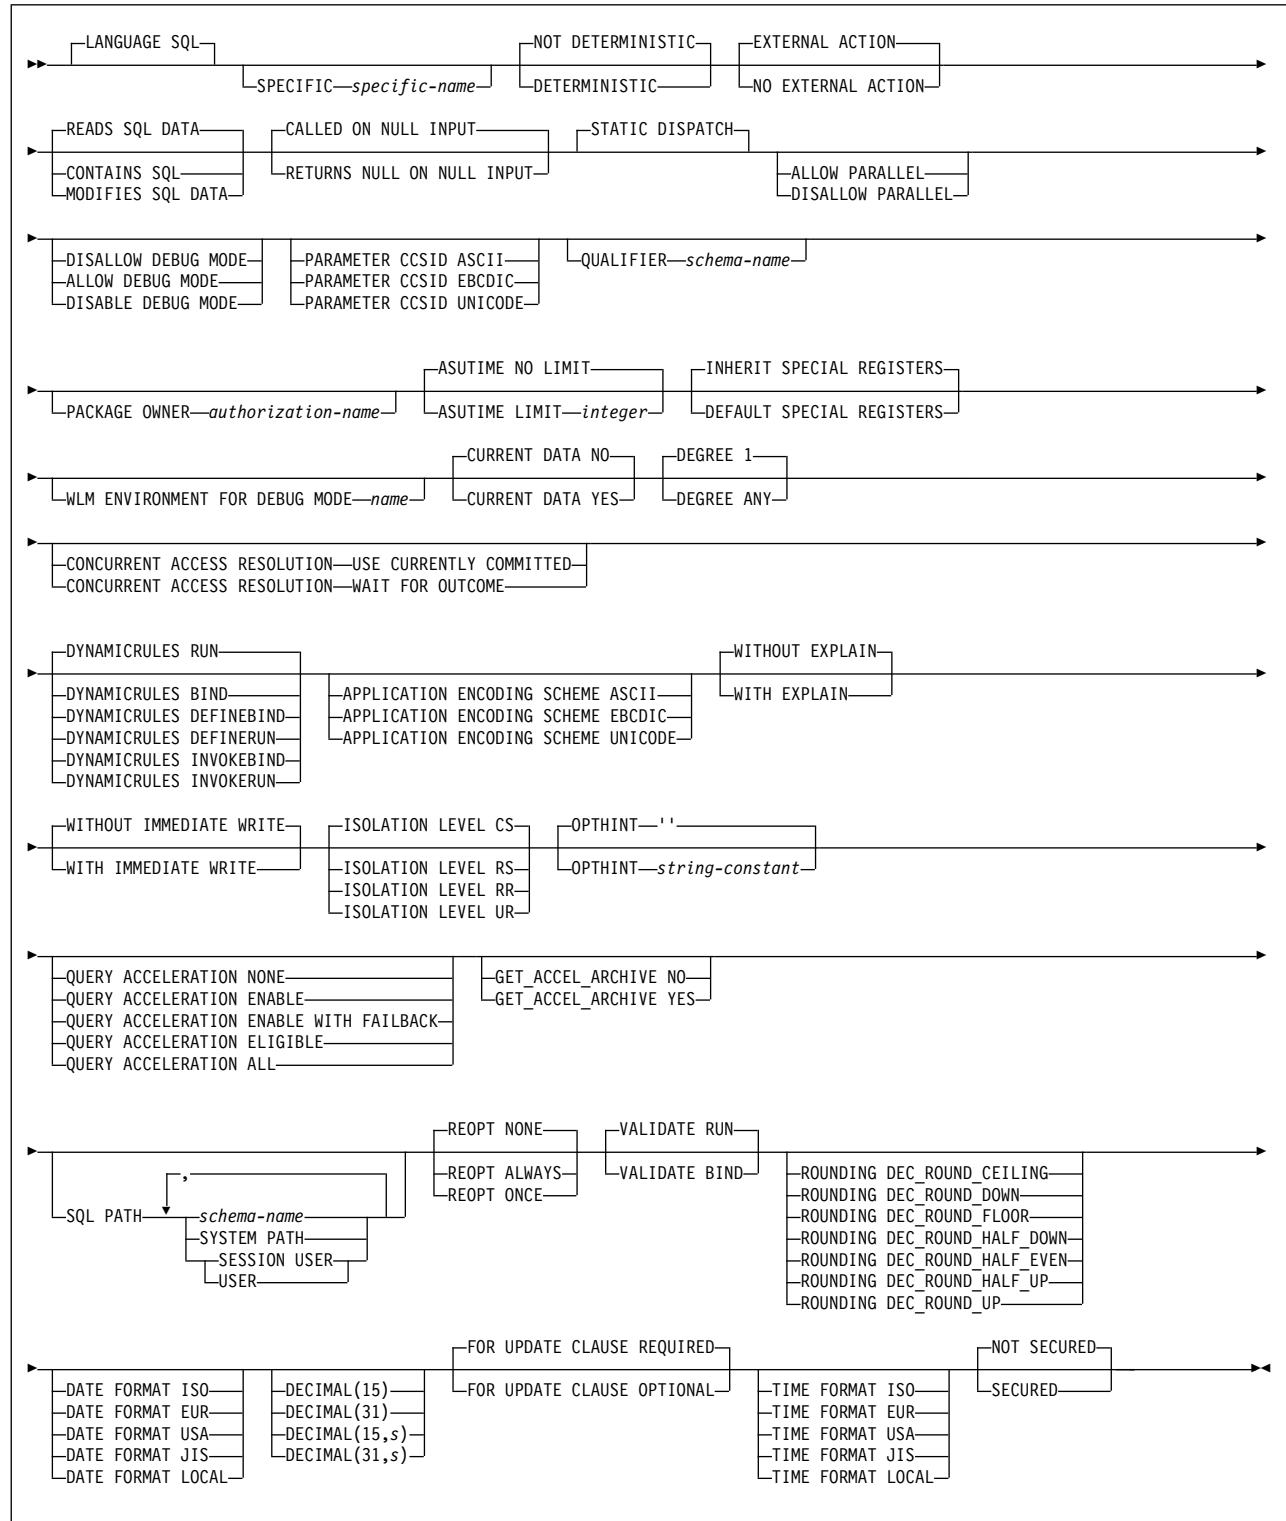 LANGUAGE SQL NOT DETERMINISTIC EXTERNAL ACTION
SPECIFIC specific-name DETERMINISTIC NO EXTERNAL ACTION
READS SQL DATA CALLED ON NULL INPUT STATIC DISPATCH
CONTAINS SQL RETURNS NULL ON NULL INPUT ALLOW PARALLEL
MODIFIES SQL DATA DISALLOW PARALLEL
DISALLOW DEBUG MODE PARAMETER CCSID ASCII QUALIFIER schema-name
ALLOW DEBUG MODE PARAMETER CCSID EBCDIC
DISABLE DEBUG MODE PARAMETER CCSID UNICODE
ASUTIME NO LIMIT INHERIT SPECIAL REGISTERS
PACKAGE OWNER authorization-name ASUTIME LIMIT integer DEFAULT SPECIAL REGISTERS
CURRENT DATA NO DEGREE 1
WLM ENVIRONMENT FOR DEBUG MODE name CURRENT DATA YES DEGREE ANY
CONCURRENT ACCESS RESOLUTION USE CURRENTLY COMMITTED
CONCURRENT ACCESS RESOLUTION WAIT FOR OUTCOME
DYNAMICRULES RUN WITHOUT EXPLAIN
DYNAMICRULES BIND APPLICATION ENCODING SCHEME ASCII WITH EXPLAIN
DYNAMICRULES DEFINEBIND APPLICATION ENCODING SCHEME EBCDIC
DYNAMICRULES DEFINERUN APPLICATION ENCODING SCHEME UNICODE
DYNAMICRULES INVOKEBIND
DYNAMICRULES INVOKERUN
WITHOUT IMMEDIATE WRITE ISOLATION LEVEL CS OPTHINT ''
WITH IMMEDIATE WRITE ISOLATION LEVEL RS OPTHINT string-constant
ISOLATION LEVEL RR
ISOLATION LEVEL UR
QUERY ACCELERATION NONE GET_ACCEL_ARCHIVE NO
QUERY ACCELERATION ENABLE GET_ACCEL_ARCHIVE YES
QUERY ACCELERATION ENABLE WITH FAILBACK
QUERY ACCELERATION ELIGIBLE
QUERY ACCELERATION ALL
REOPT NONE VALIDATE RUN
, REOPT ALWAYS VALIDATE BIND ROUNDING DEC_ROUND_CEILING
REOPT ONCE ROUNDING DEC_ROUND_DOWN
SQL PATH schema-name ROUNDING DEC_ROUND_FLOOR
SYSTEM PATH ROUNDING DEC_ROUND_HALF_DOWN
SESSION USER ROUNDING DEC_ROUND_HALF_EVEN
USER ROUNDING DEC_ROUND_HALF_UP
ROUNDING DEC_ROUND_UP
FOR UPDATE CLAUSE REQUIRED NOT SECURED
DATE FORMAT ISO DECIMAL(15) FOR UPDATE CLAUSE OPTIONAL TIME FORMAT ISO SECURED
DATE FORMAT EUR DECIMAL(31) TIME FORMAT EUR
DATE FORMAT USA DECIMAL(15,s) TIME FORMAT USA
DATE FORMAT JIS DECIMAL(31,s) TIME FORMAT JIS
DATE FORMAT LOCAL TIME FORMAT LOCAL